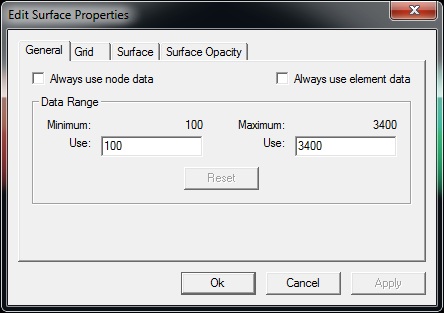 Edit Surface Properties
General Grid Surface Surface Opacity
Always use node data Always use element data
Data Range
Minimum: 100 Maximum: 3400
Use: 100 Use: 3400
Reset
Ok Cancel Apply